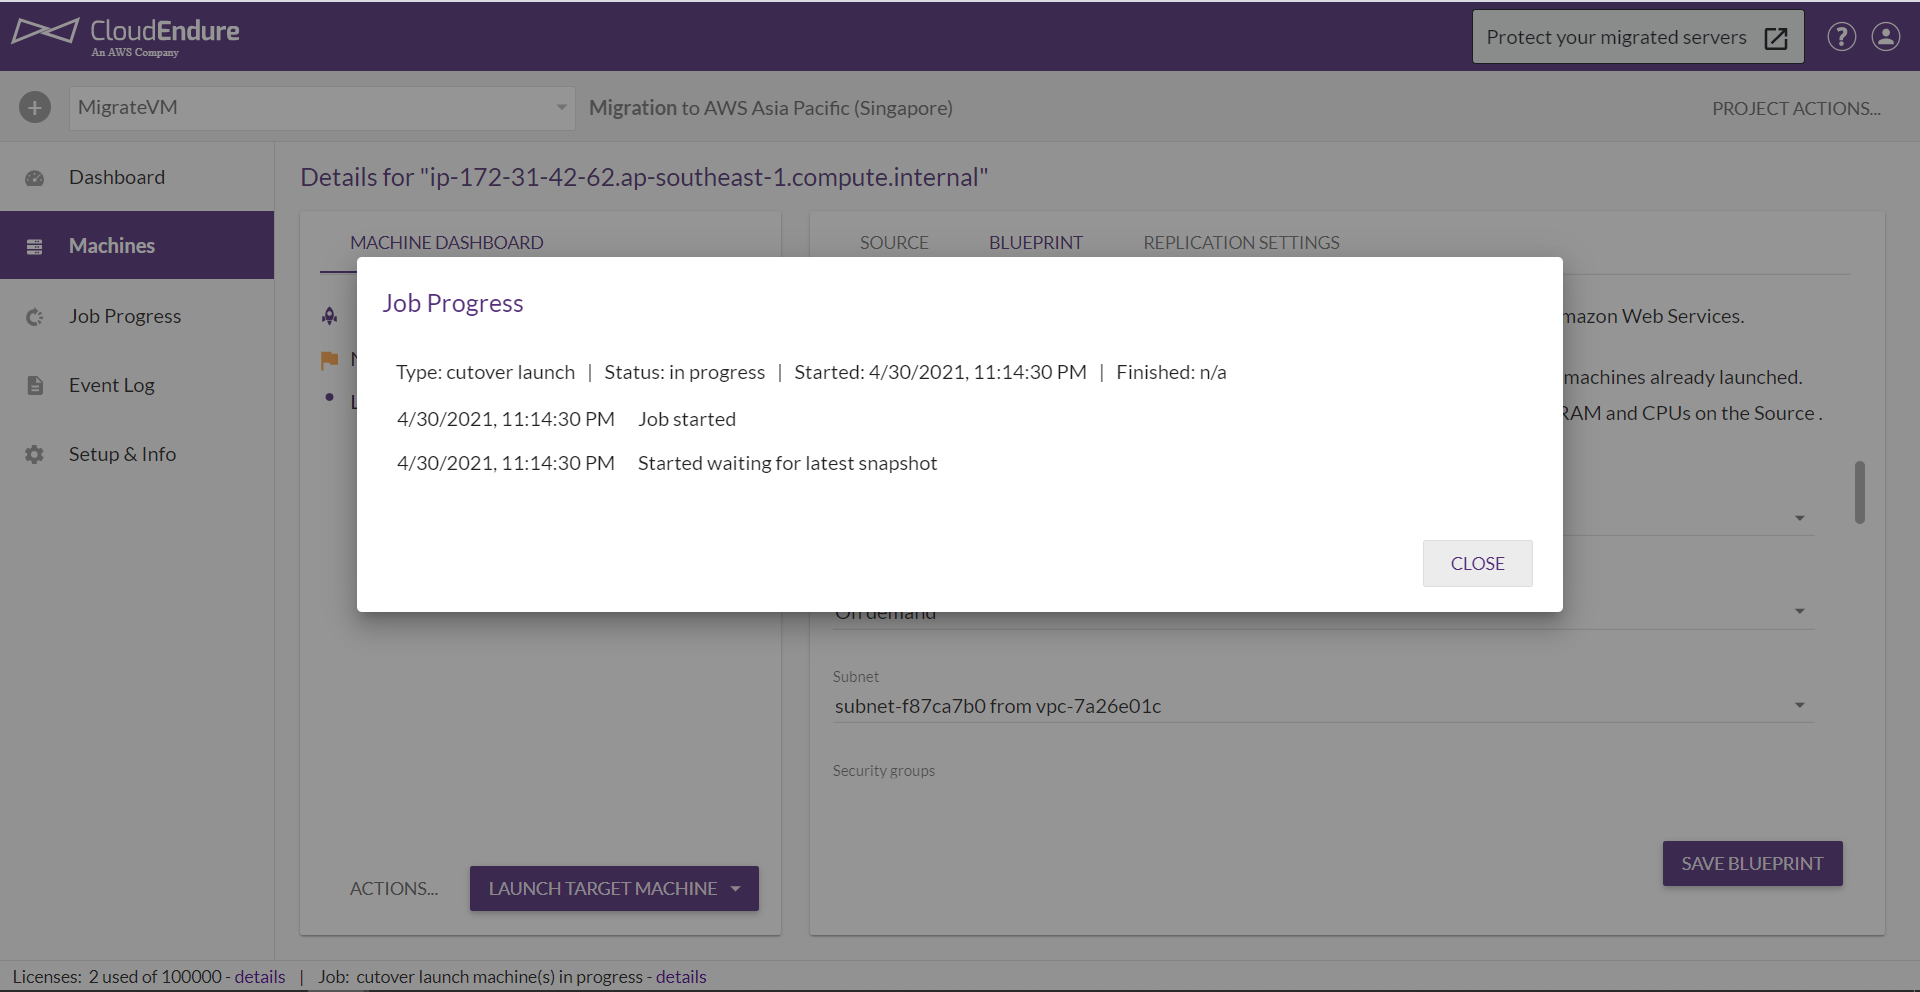 CloudEndure
An AWS Company
Protect your migrated servers
?
MigrateVM
Migration to AWS Asia Pacific (Singapore)
PROJECT ACTIONS...
Dashboard
Machines
Job Progress
Event Log
Setup & Info
Details for "ip-172-31-42-62.ap-southeast-1.compute.internal"
MACHINE DASHBOARD
SOURCE BLUEPRINT REPLICATION SETTINGS
mazon Web Services.
machines already launched.
RAM and CPUs on the Source .
Job Progress
Type: cutover launch | Status: in progress | Started: 4/30/2021, 11:14:30 PM | Finished: n/a
4/30/2021, 11:14:30 PM Job started
4/30/2021, 11:14:30 PM Started waiting for latest snapshot
CLOSE
On demand
Subnet
subnet-f87ca7b0 from vpc-7a26e01c
Security groups
SAVE BLUEPRINT
ACTIONS...
LAUNCH TARGET MACHINE
Licenses: 2 used of 100000 - details | Job: cutover launch machine(s) in progress - details